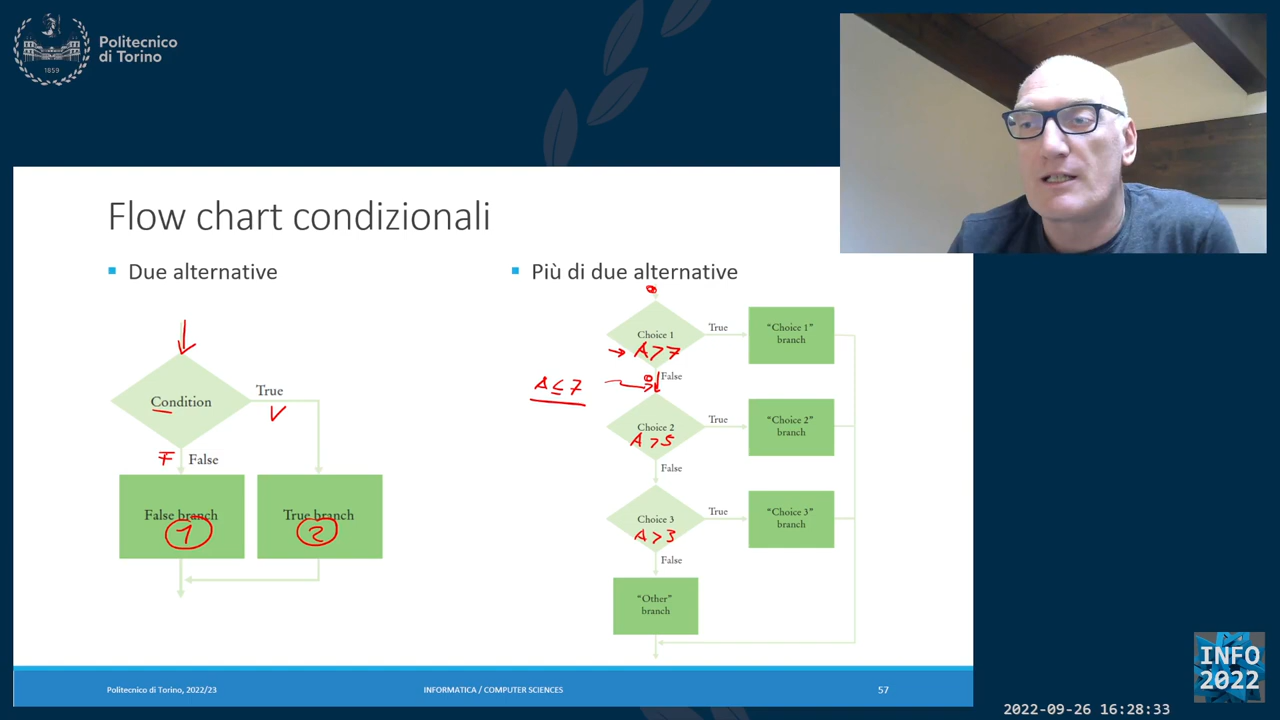 Politecnico
di Torino
1859
Flow chart condizionali
Due alternative
Più di due alternative
Condition
True
V
F
False
False branch
1
True branch
2
Choice 1
A > 7
True
"Choice 1"
branch
False
A ≤ 7
Choice 2
A > 5
True
"Choice 2"
branch
False
Choice 3
A > 3
True
"Choice 3"
branch
False
"Other"
branch
Politecnico di Torino, 2022/23
INFORMATICA / COMPUTER SCIENCES
57
INFO
2022
2022-09-26 16:28:33